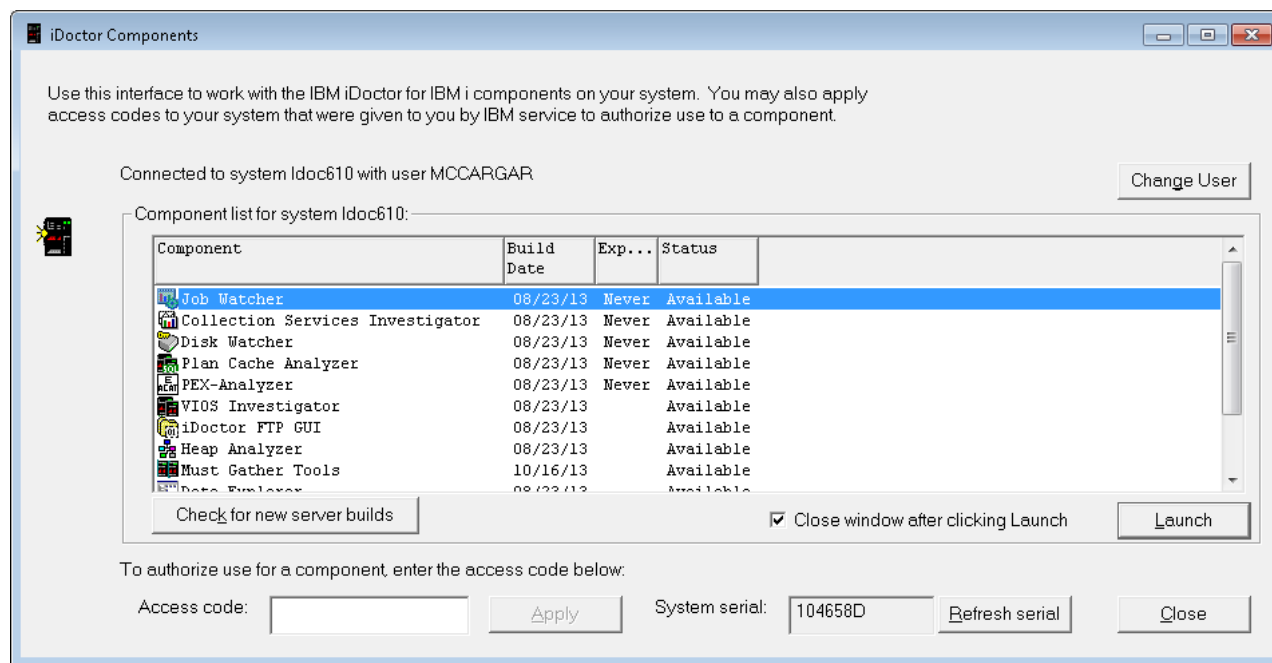 iDoctor Components
Use this interface to work with the IBM iDoctor for IBM i components on your system. You may also apply
access codes to your system that were given to you by IBM service to authorize use to a component.
Connected to system Idoc610 with user MCCARGAR
Change User
Component list for system Idoc610:
Component Build Date Exp... Status
Job Watcher 08/23/13 Never Available
Collection Services Investigator 08/23/13 Never Available
Disk Watcher 08/23/13 Never Available
Plan Cache Analyzer 08/23/13 Never Available
PEX-Analyzer 08/23/13 Never Available
VIOS Investigator 08/23/13 Available
iDoctor FTP GUI 08/23/13 Available
Heap Analyzer 08/23/13 Available
Must Gather Tools 10/16/13 Available
Data Explorer 08/23/13 Available
Check for new server builds
Close window after clicking Launch
Launch
To authorize use for a component, enter the access code below:
Access code: Apply System serial: 104658D Refresh serial Close